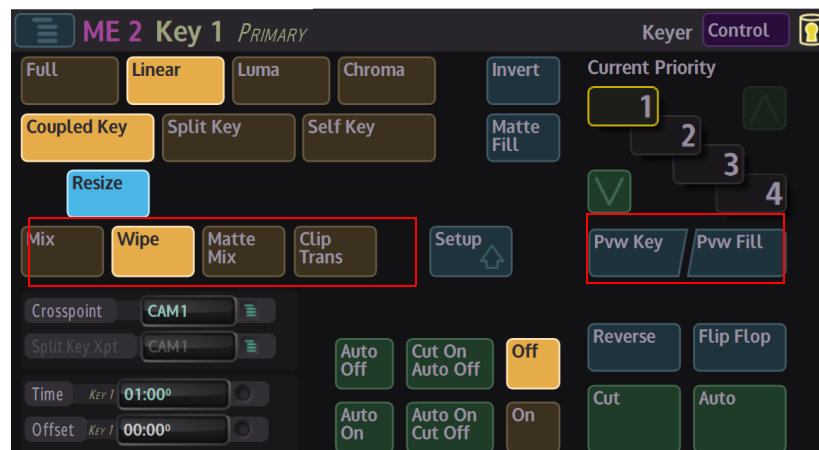 ME 2 Key 1 PRIMARY Keyer Control
Full Linear Luma Chroma Invert Current Priority
1
2
3
4
Coupled Key Split Key Self Key Matte Fill
Resize
Mix Wipe Matte Mix Clip Trans Setup Pvw Key Pvw Fill
Crosspoint CAM1
Split Key Xpt CAM1
Auto Off Cut On Auto Off Off Reverse Flip Flop
Time KEY 1 01:00⁰
Offset KEY 1 00:00⁰
Auto On Auto On Cut Off On Cut Auto